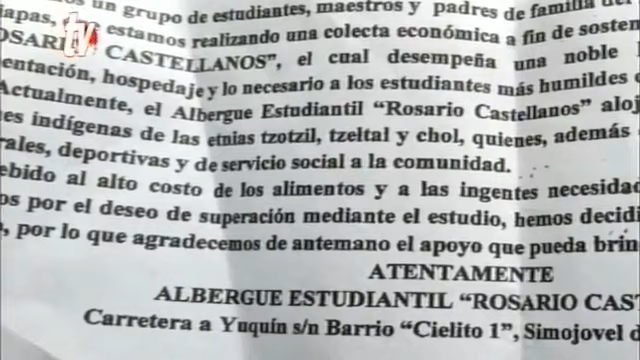 un grupo de estudiantes, maestros y padres de familia de
estamos realizando una colecta económica a fin de sosten
tv
OSARIO CASTELLANOS", el cual desempeña una noble
entación, hospedaje y lo necesario a los estudiantes más humildes
Actualmente, el Albergue Estudiantil "Rosario Castellanos" aloj
es indígenas de las etnias tzotzil, tzeltal y chol, quienes, además
rales, deportivas y de servicio social a la comunidad.
ebido al alto costo de los alimentos y a las ingentes necesidad
os por el deseo de superación mediante el estudio, hemos decidi
, por lo que agradecemos de antemano el apoyo que pueda brin
ATENTAMENTE
ALBERGUE ESTUDIANTIL "ROSARIO CAST
Carretera a Yuquín s/n Barrio "Cielito 1", Simojovel d